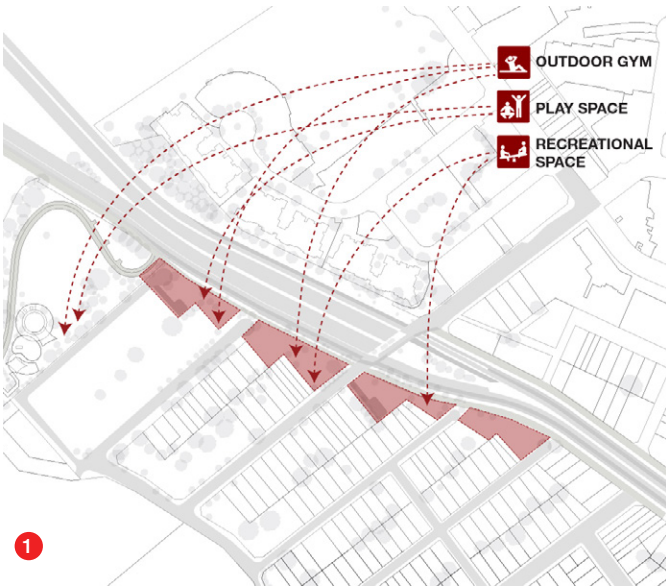 OUTDOOR GYM
PLAY SPACE
RECREATIONAL
SPACE
1